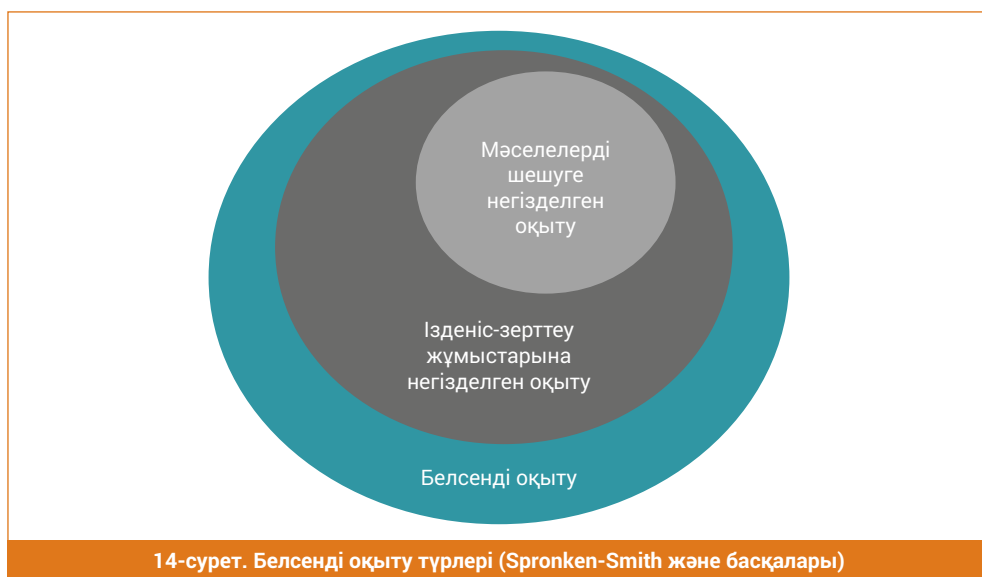 Мәселелерді
шешуге
негізделген
оқыту
Ізденіс-зерттеу
жұмыстарына
негізделген оқыту
Белсенді оқыту
14-сурет. Белсенді оқыту түрлері (Spronken-Smith және басқалары)